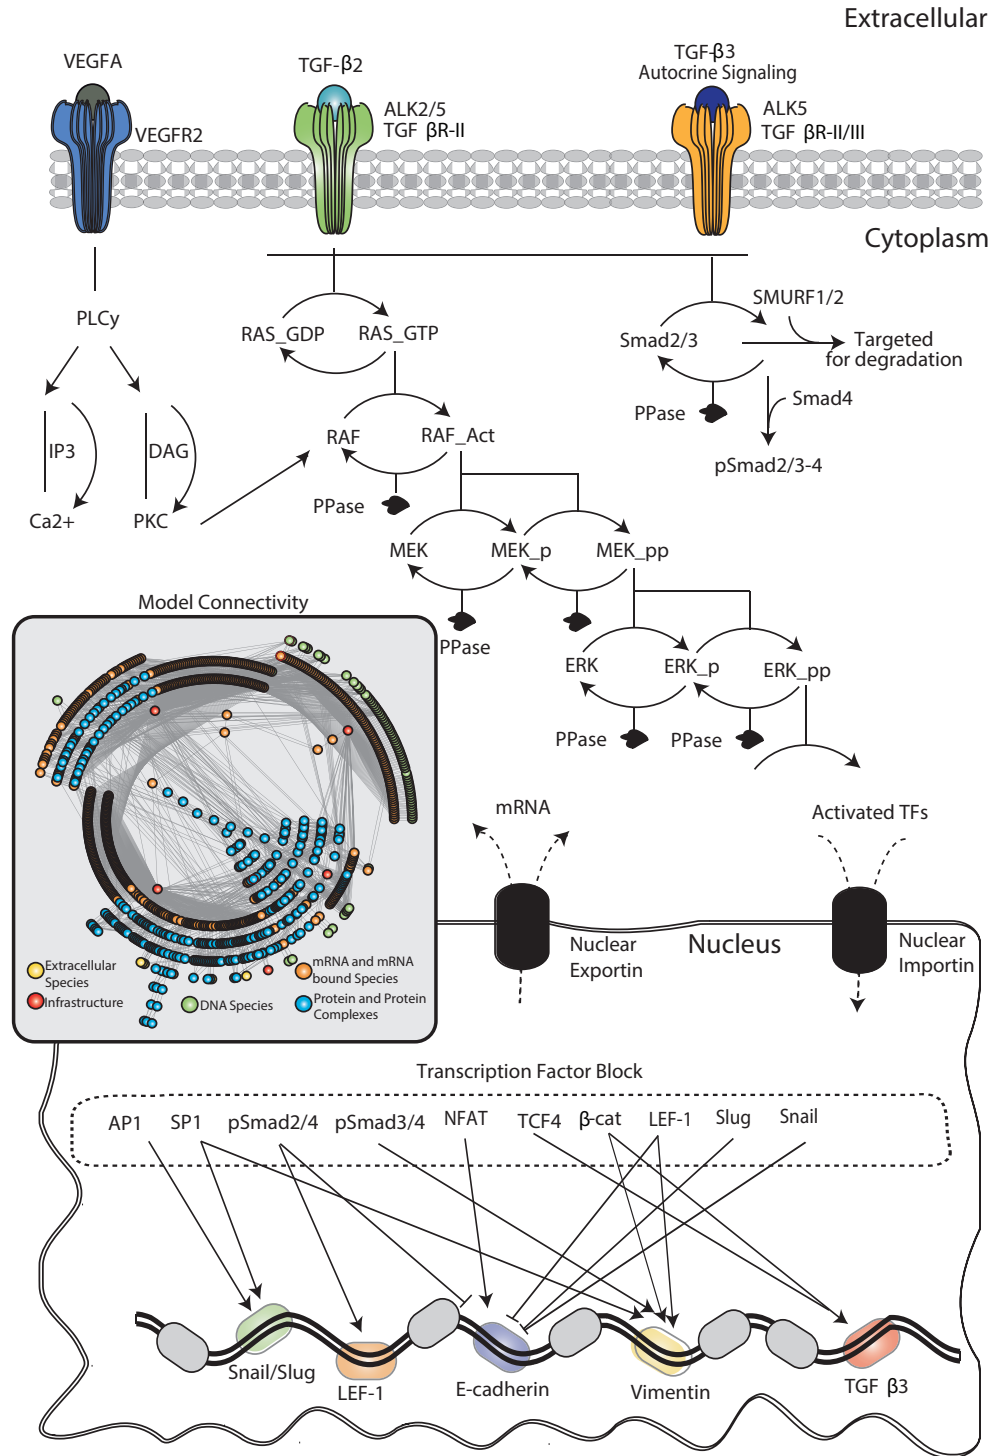 Extracellular
VEGFA
TGF-β2
TGF-β3
Autocrine Signaling
VEGFR2
ALK2/5
TGF βR-II
ALK5
TGF βR-II/III
Cytoplasm
PLCy
RAS_GDP
RAS_GTP
SMURF1/2
Smad2/3
Targeted
for degradation
PPase
Smad4
pSmad2/3-4
IP3
DAG
Ca2+
PKC
RAF
RAF_Act
PPase
MEK
MEK_p
MEK_pp
PPase
ERK
ERK_p
ERK_pp
PPase
PPase
Model Connectivity
Extracellular
Species
Infrastructure
DNA Species
mRNA and mRNA
bound Species
Protein and Protein
Complexes
mRNA
Activated TFs
Nuclear
Exportin
Nucleus
Nuclear
Importin
Transcription Factor Block
AP1
SP1
pSmad2/4
pSmad3/4
NFAT
TCF4
β-cat
LEF-1
Slug
Snail
Snail/Slug
LEF-1
E-cadherin
Vimentin
TGF β3